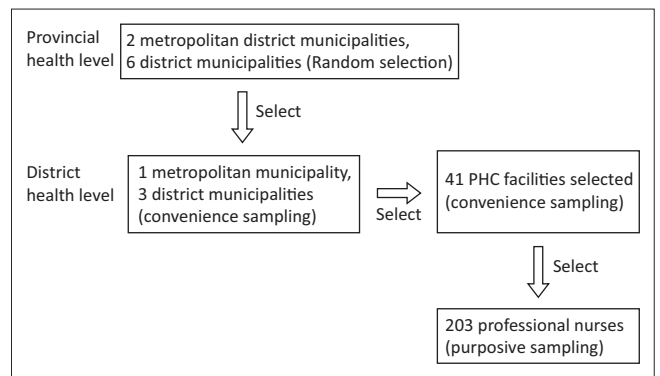 Provincial
health level
2 metropolitan district municipalities,
6 district municipalities (Random selection)
Select
District
health level
1 metropolitan municipality,
3 district municipalities
(convenience sampling)
Select
41 PHC facilities selected
(convenience sampling)
Select
203 professional nurses
(purposive sampling)